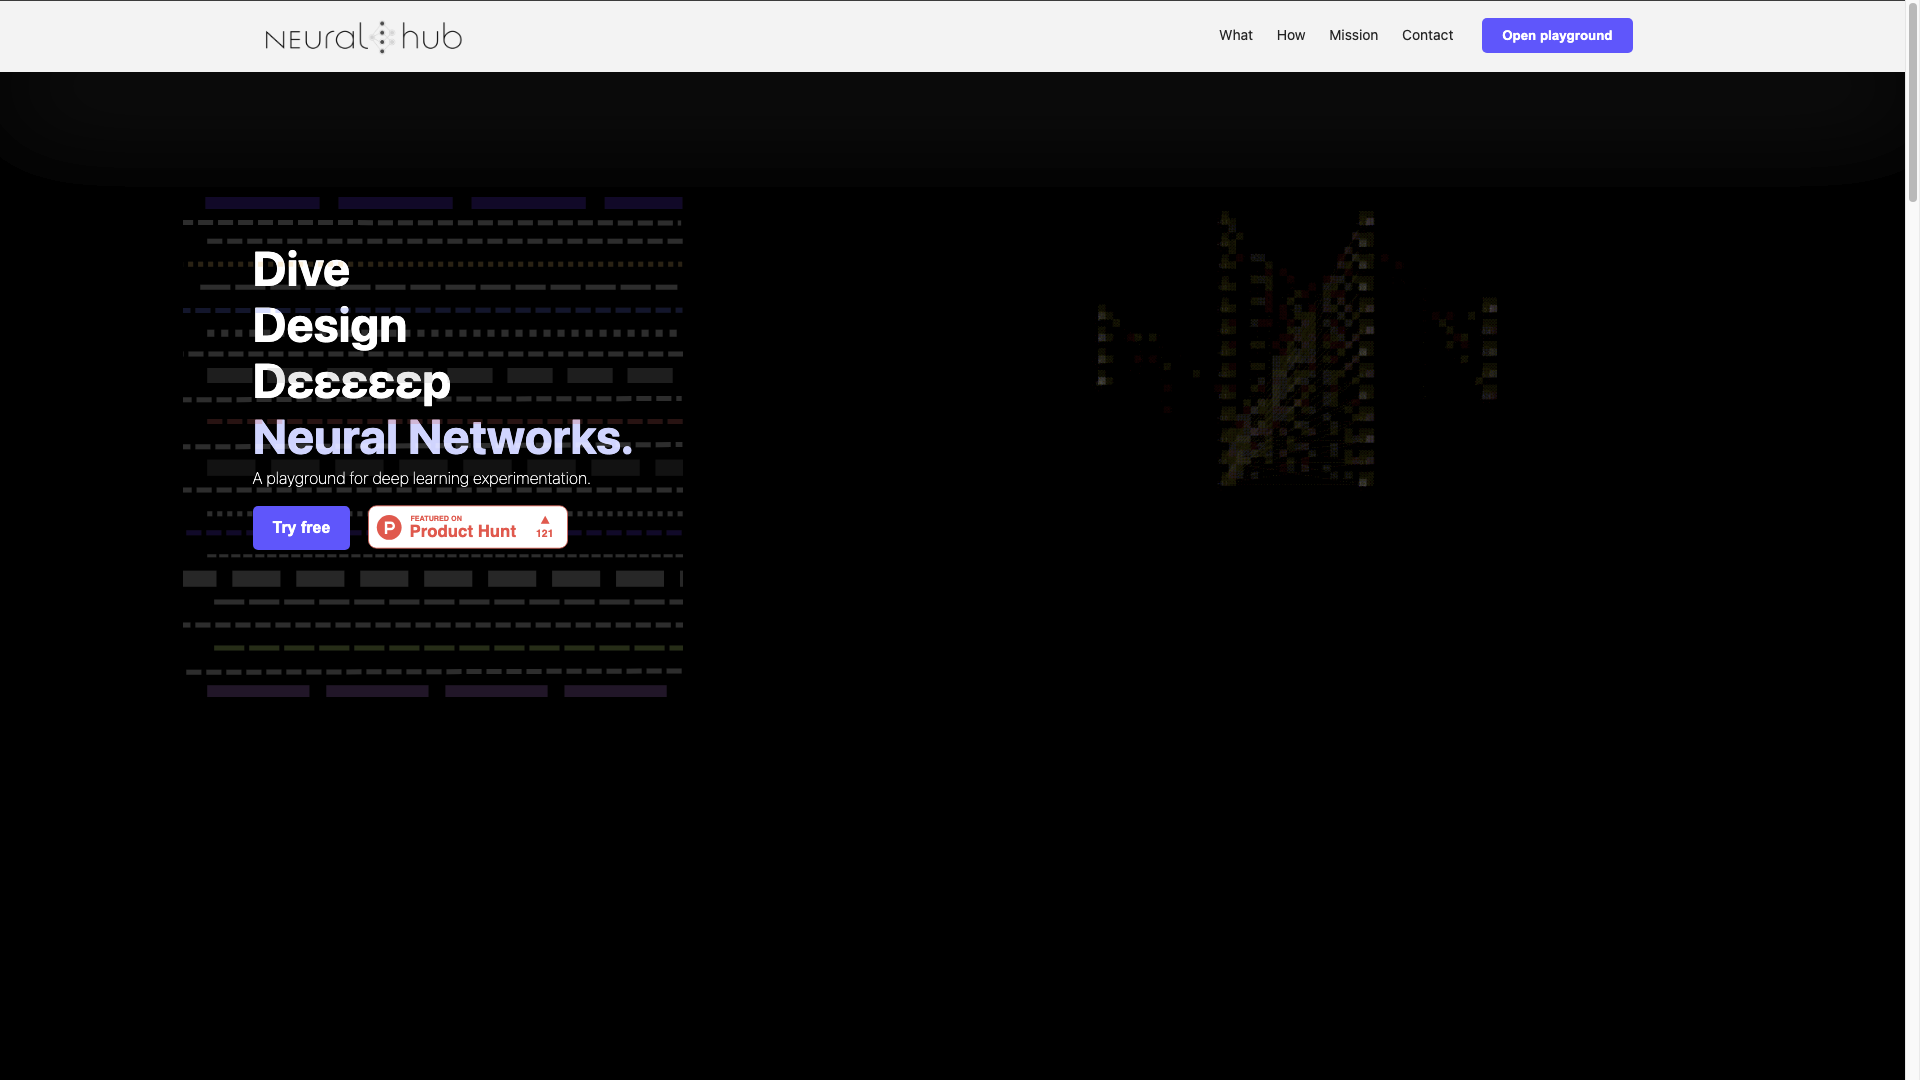 Neural hub
What
How
Mission
Contact
Open playground
Dive
Design
Dεεεεεp
Neural Networks.
A playground for deep learning experimentation.
Try free
P
FEATURED ON
Product Hunt
▲
121